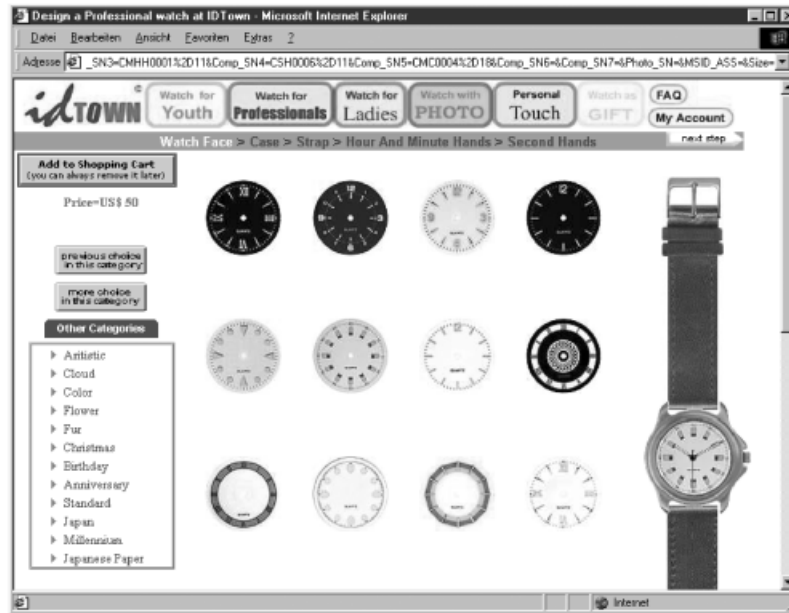 Design a Professional watch at IDTown - Microsoft Internet Explorer
Datei Bearbeiten Ansicht Favoriten Extras ?
Adresse _SN3=CMHH0001%2D11&Comp_SN4=CSH0006%2D11&Comp_SN5=CMC0004%2D18&Comp_SN6=&Comp_SN7=&Photo_SN=&MSID_ASS=&Size=
idTOWN
Watch for Youth
Watch for Professionals
Watch for Ladies
Watch with PHOTO
Personal Touch
Watch as GIFT
FAQ
My Account
Watch Face > Case > Strap > Hour And Minute Hands > Second Hands
next step
Add to Shopping Cart
(you can always remove it later)
Price=US$ 50
previous choice
in this category
more choice
in this category
Other Categories
Aritistic
Cloud
Color
Flower
Fur
Christmas
Birthday
Anniversary
Standard
Japan
Millennium
Japanese Paper
Internet